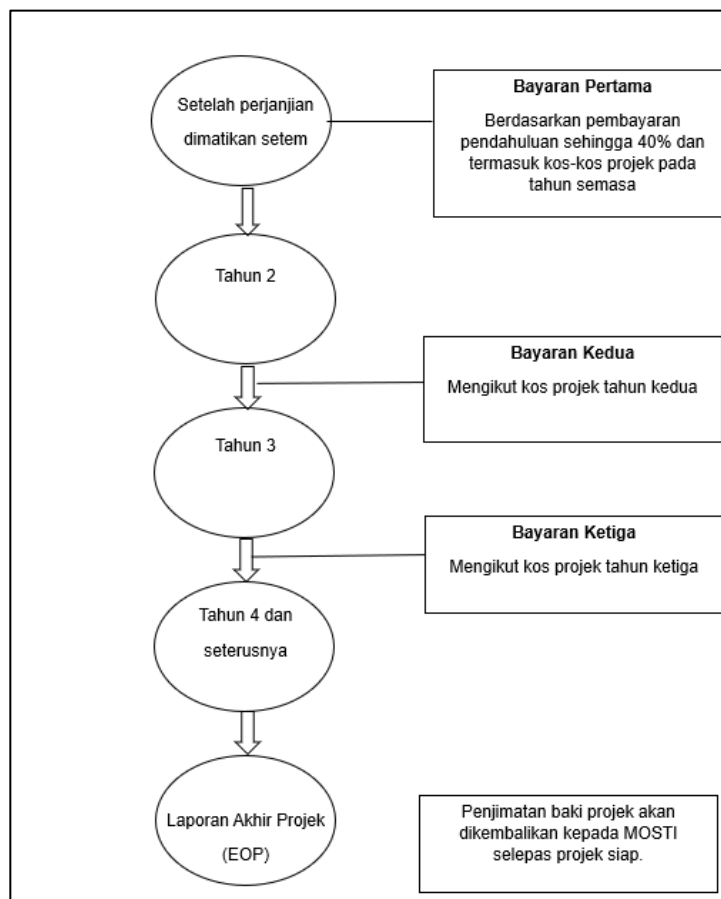 Setelah perjanjian
dimatikan setem
Bayaran Pertama
Berdasarkan pembayaran
pendahuluan sehingga 40% dan
termasuk kos-kos projek pada
tahun semasa
Tahun 2
Bayaran Kedua
Mengikut kos projek tahun kedua
Tahun 3
Bayaran Ketiga
Mengikut kos projek tahun ketiga
Tahun 4 dan
seterusnya
Laporan Akhir Projek
(EOP)
Penjimatan baki projek akan
dikembalikan kepada MOSTI
selepas projek siap.